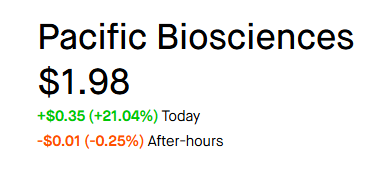 Pacific Biosciences
$1.98
+$0.35 (+21.04%) Today
-$0.01 (-0.25%) After-hours